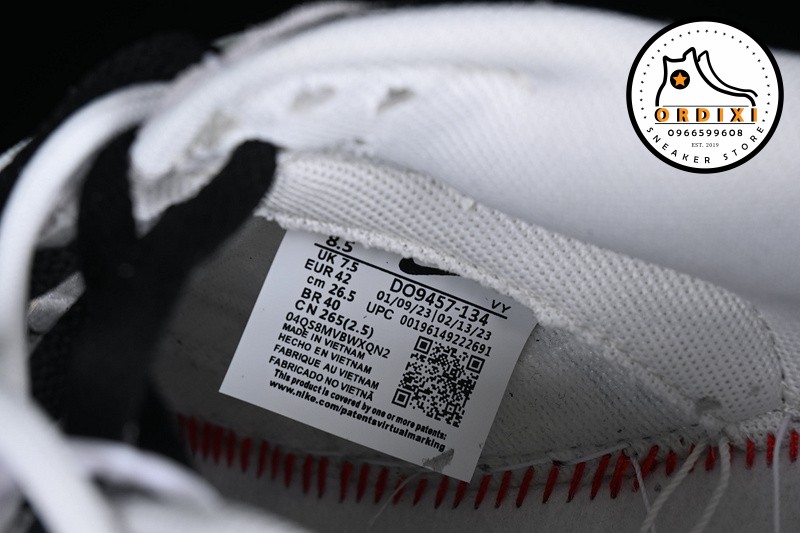 ORDIXI
0966599608
EST. 2019
SNEAKER STORE
8.5
UK 7.5
EUR 42
cm 26.5
BR 40
CN 265(2.5)
VY
DO9457-134
01/09/23|02/13/23
UPC 00196149222691
04QS8MVBWXQN2
MADE IN VIETNAM
HECHO EN VIETNAM
FABRIQUE AU VIETNAM
FABRICADO NO VIETNÃ
This product is covered by one or more patents:
www.nike.com/patentsvirtualmarking